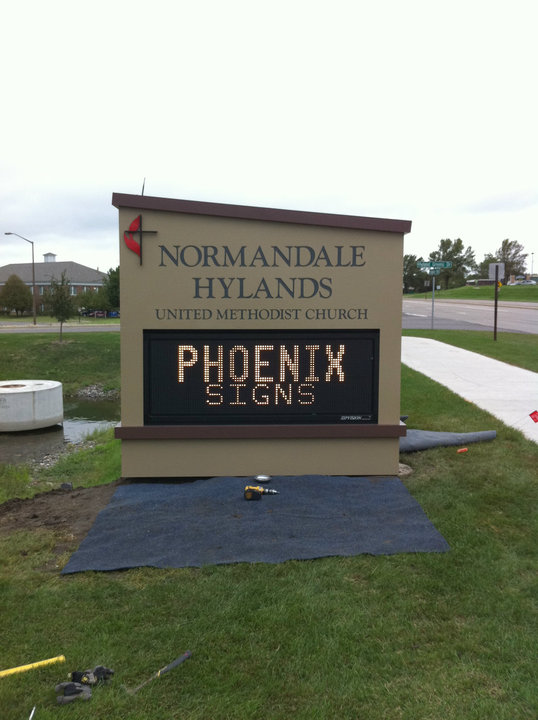 NORMANDALE
HYLANDS
UNITED METHODIST CHURCH
PHOENIX
SIGNS